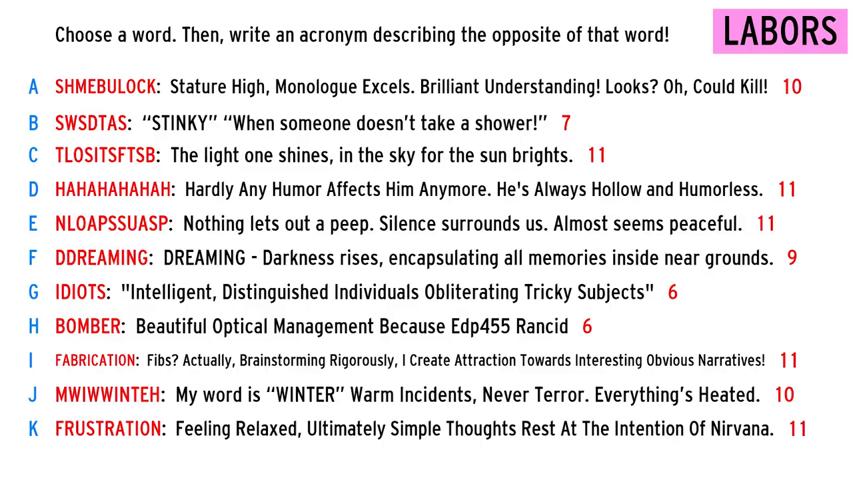 Choose a word. Then, write an acronym describing the opposite of that word!
LABORS
A SHMEBULOCK: Stature High, Monologue Excels. Brilliant Understanding! Looks? Oh, Could Kill! 10
B SWSDTAS: “STINKY” “When someone doesn’t take a shower!” 7
C TLOSITSFTSB: The light one shines, in the sky for the sun brights. 11
D HAHAHAHAHAH: Hardly Any Humor Affects Him Anymore. He's Always Hollow and Humorless. 11
E NLOAPSSUASP: Nothing lets out a peep. Silence surrounds us. Almost seems peaceful. 11
F DDREAMING: DREAMING - Darkness rises, encapsulating all memories inside near grounds. 9
G IDIOTS: "Intelligent, Distinguished Individuals Obliterating Tricky Subjects" 6
H BOMBER: Beautiful Optical Management Because Edp455 Rancid 6
I FABRICATION: Fibs? Actually, Brainstorming Rigorously, I Create Attraction Towards Interesting Obvious Narratives! 11
J MWIWWINTEH: My word is “WINTER” Warm Incidents, Never Terror. Everything’s Heated. 10
K FRUSTRATION: Feeling Relaxed, Ultimately Simple Thoughts Rest At The Intention Of Nirvana. 11